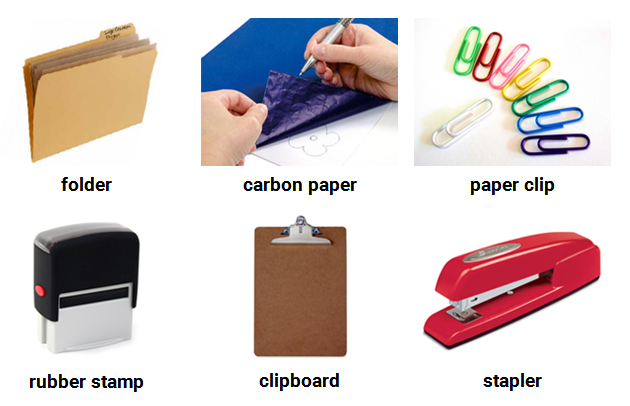 folder
carbon paper
paper clip
rubber stamp
clipboard
stapler